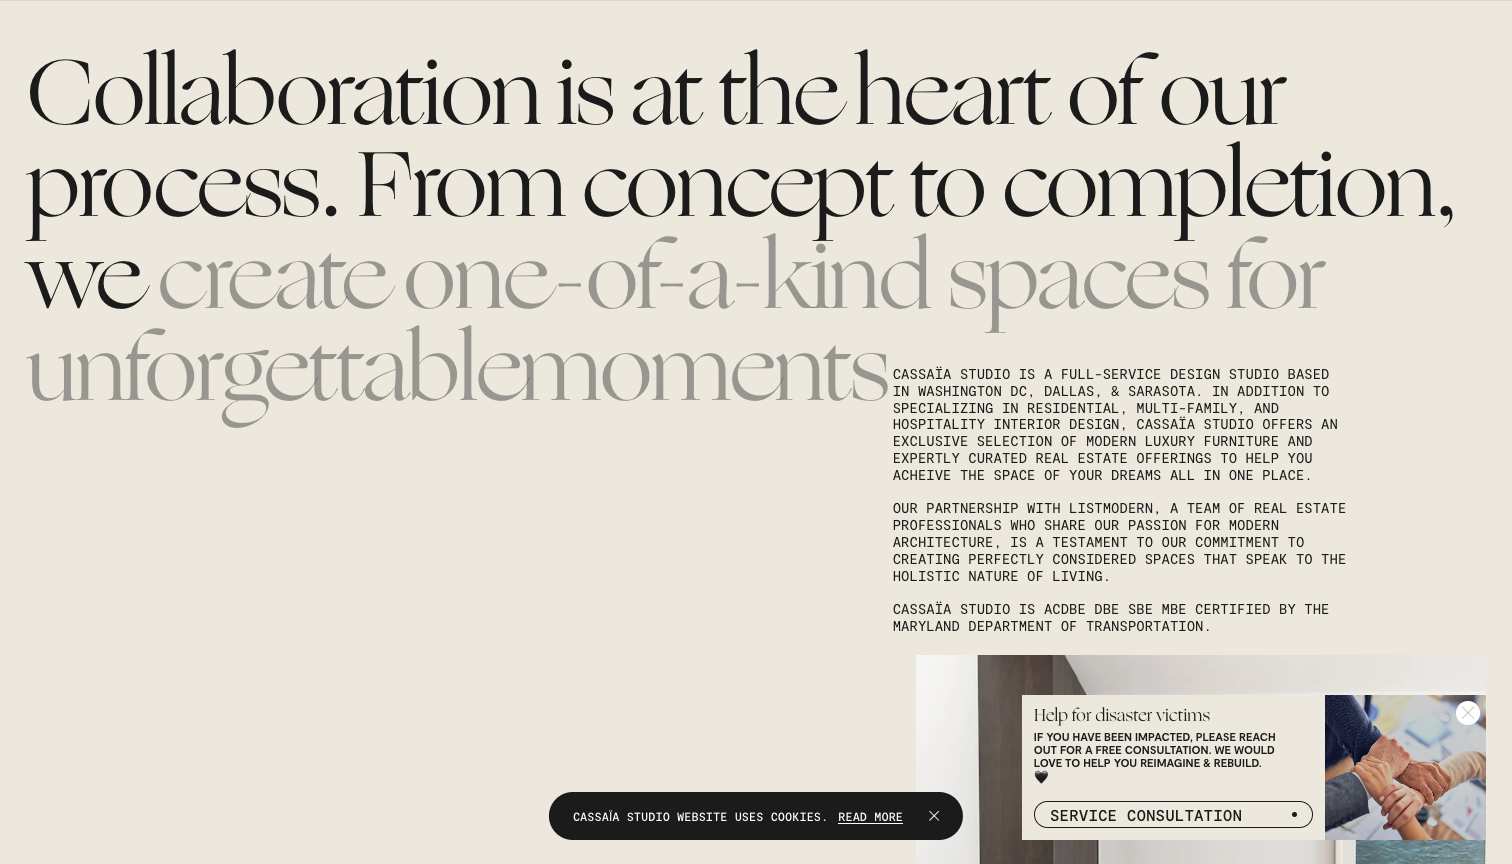 Collaboration is at the heart of our
process. From concept to completion,
we create one-of-a-kind spaces for
unforgettablemoments
CASSAÏA STUDIO IS A FULL-SERVICE DESIGN STUDIO BASED
IN WASHINGTON DC, DALLAS, & SARASOTA. IN ADDITION TO
SPECIALIZING IN RESIDENTIAL, MULTI-FAMILY, AND
HOSPITALITY INTERIOR DESIGN, CASSAÏA STUDIO OFFERS AN
EXCLUSIVE SELECTION OF MODERN LUXURY FURNITURE AND
EXPERTLY CURATED REAL ESTATE OFFERINGS TO HELP YOU
ACHEIVE THE SPACE OF YOUR DREAMS ALL IN ONE PLACE.
OUR PARTNERSHIP WITH LISTMODERN, A TEAM OF REAL ESTATE
PROFESSIONALS WHO SHARE OUR PASSION FOR MODERN
ARCHITECTURE, IS A TESTAMENT TO OUR COMMITMENT TO
CREATING PERFECTLY CONSIDERED SPACES THAT SPEAK TO THE
HOLISTIC NATURE OF LIVING.
CASSAÏA STUDIO IS ACDBE DBE SBE MBE CERTIFIED BY THE
MARYLAND DEPARTMENT OF TRANSPORTATION.
Help for disaster victims
IF YOU HAVE BEEN IMPACTED, PLEASE REACH
OUT FOR A FREE CONSULTATION. WE WOULD
LOVE TO HELP YOU REIMAGINE & REBUILD.
🖤
SERVICE CONSULTATION
CASSAÏA STUDIO WEBSITE USES COOKIES. READ MORE